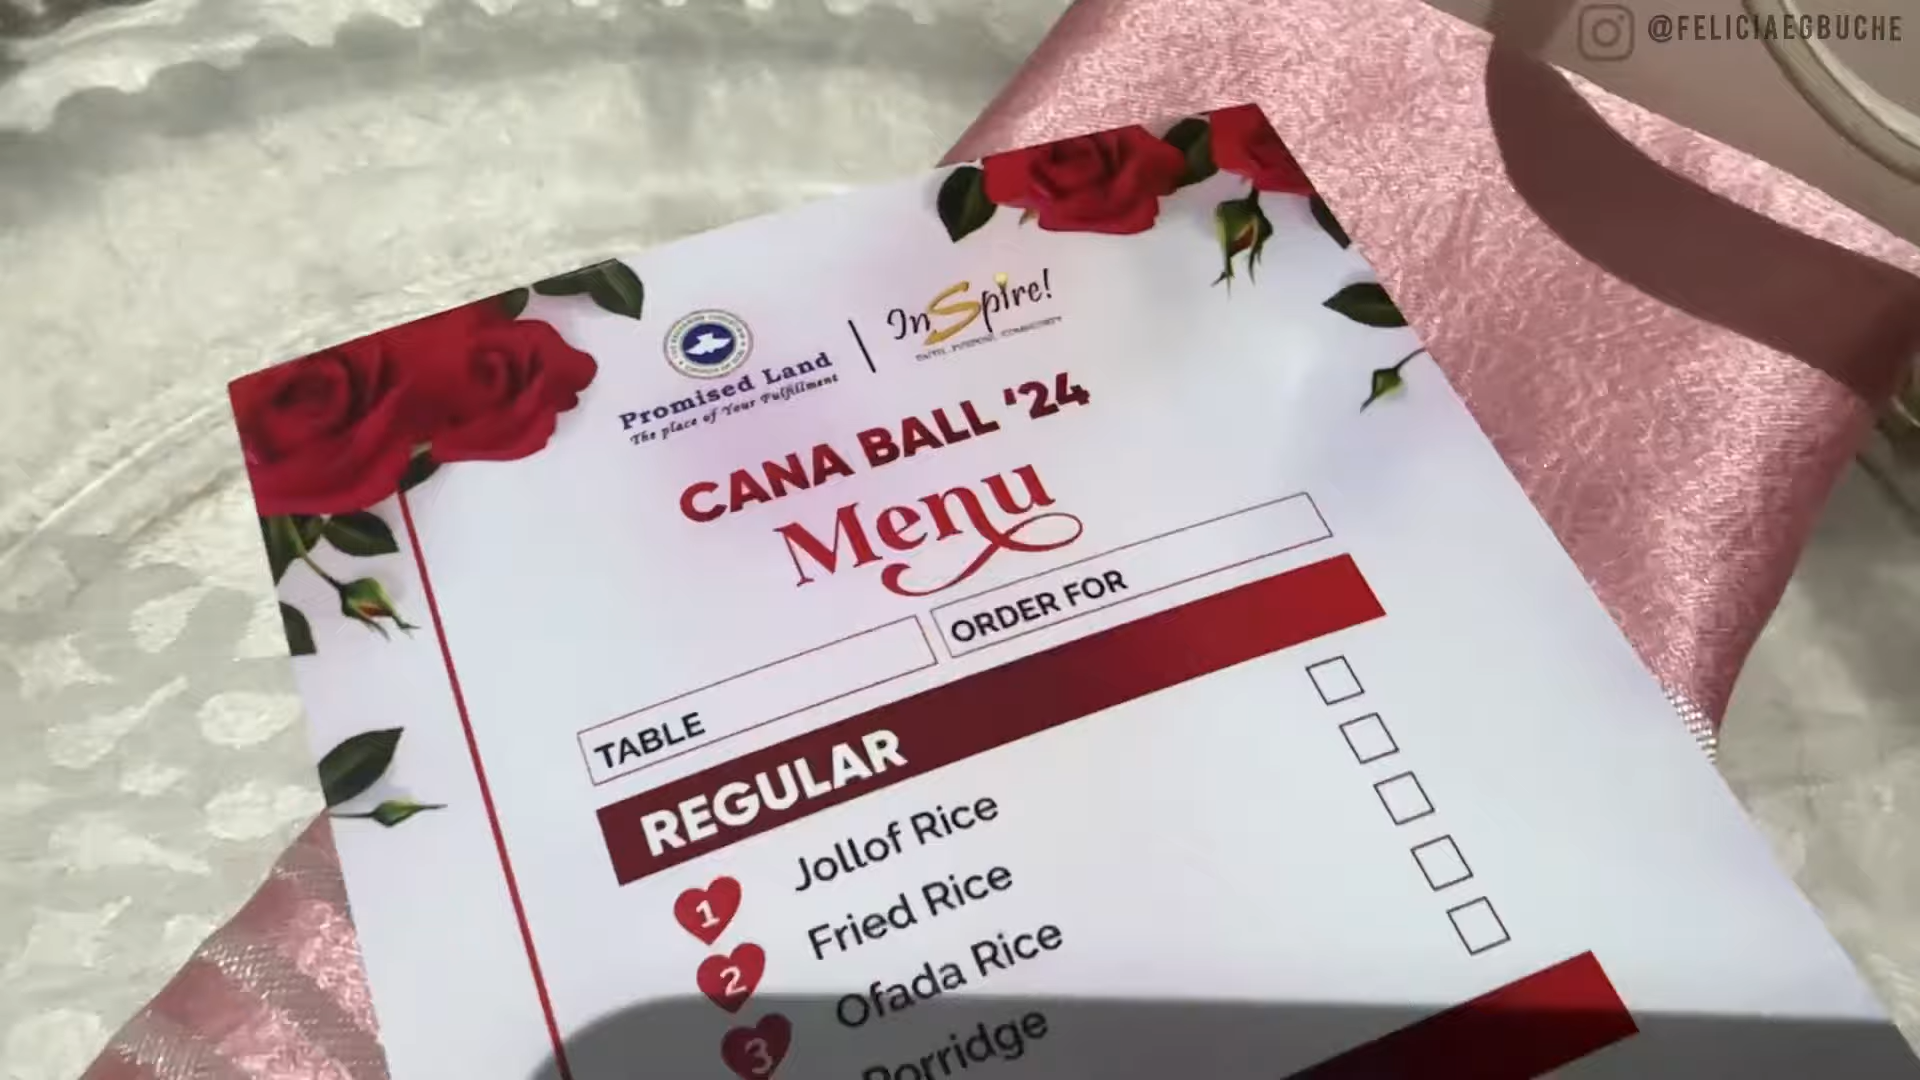 @FELICIAEGBUCHE
Promised Land
The place of Your Fulfillment
InSpire!
CANA BALL '24
Menu
TABLE
ORDER FOR
REGULAR
1 Jollof Rice
2 Fried Rice
3 Ofada Rice
Porridge